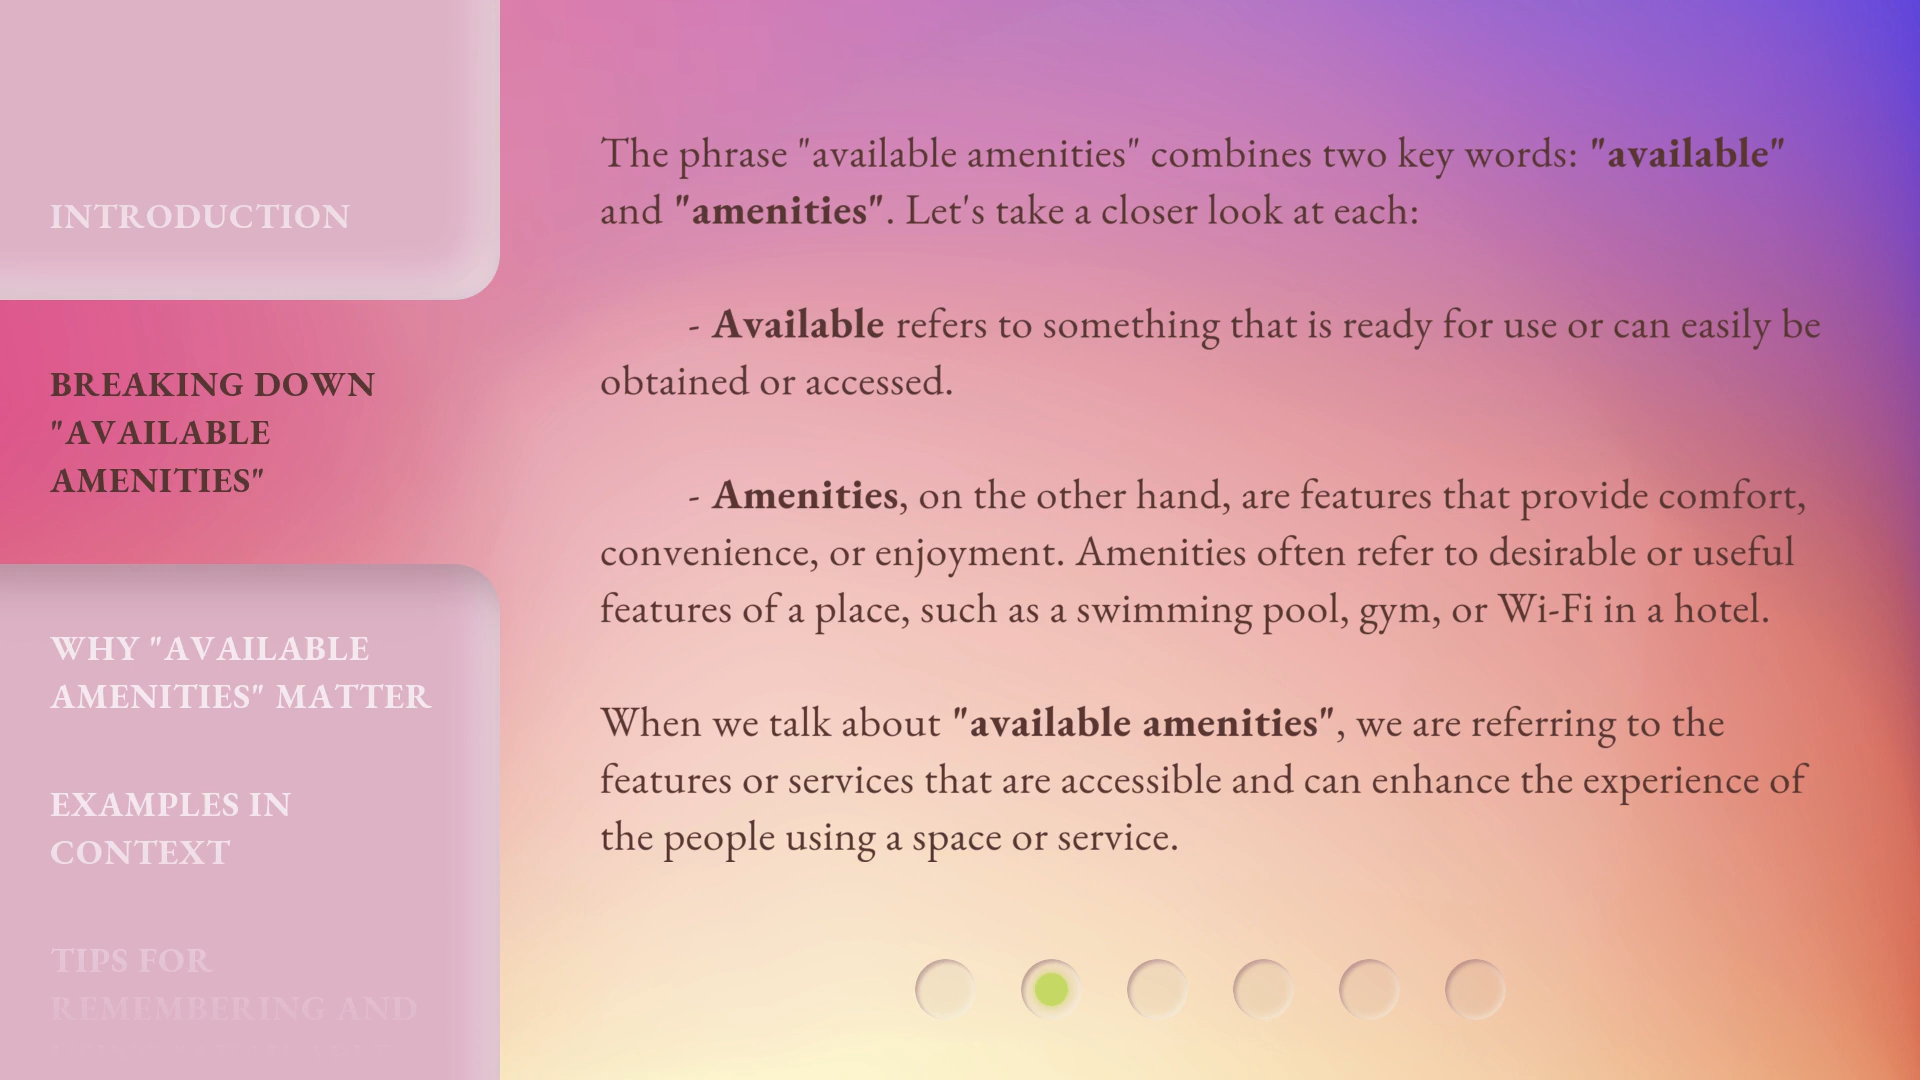 INTRODUCTION
BREAKING DOWN
"AVAILABLE
AMENITIES"
WHY "AVAILABLE
AMENITIES" MATTER
EXAMPLES IN
CONTEXT
TIPS FOR
REMEMBERING AND
The phrase "available amenities" combines two key words: "available"
and "amenities". Let's take a closer look at each:
- Available refers to something that is ready for use or can easily be
obtained or accessed.
- Amenities, on the other hand, are features that provide comfort,
convenience, or enjoyment. Amenities often refer to desirable or useful
features of a place, such as a swimming pool, gym, or Wi-Fi in a hotel.
When we talk about "available amenities", we are referring to the
features or services that are accessible and can enhance the experience of
the people using a space or service.